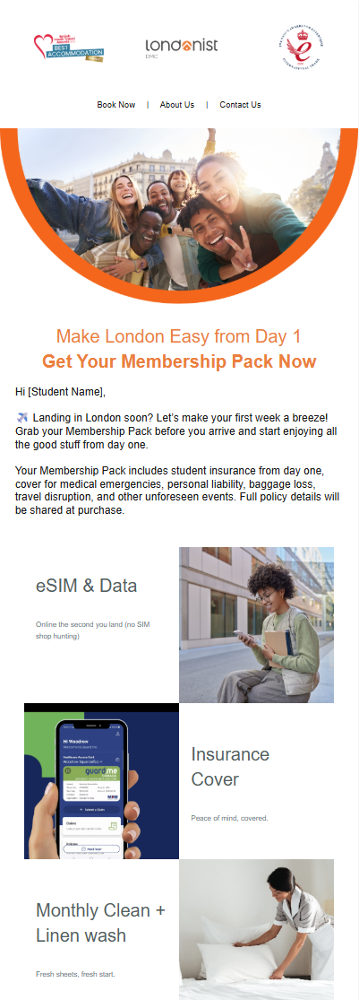 BEST
ACCOMMODATION
londonist
DMC
Book Now | About Us | Contact Us
Make London Easy from Day 1
Get Your Membership Pack Now
Hi [Student Name],
✈️ Landing in London soon? Let’s make your first week a breeze!
Grab your Membership Pack before you arrive and start enjoying all
the good stuff from day one.
Your Membership Pack includes student insurance from day one,
cover for medical emergencies, personal liability, baggage loss,
travel disruption, and other unforeseen events. Full policy details will
be shared at purchase.
eSIM & Data
Online the second you land (no SIM
shop hunting)
Hi Woodrow
guard.me
Submit a Claim
Insurance
Cover
Peace of mind, covered.
Monthly Clean +
Linen wash
Fresh sheets, fresh start.